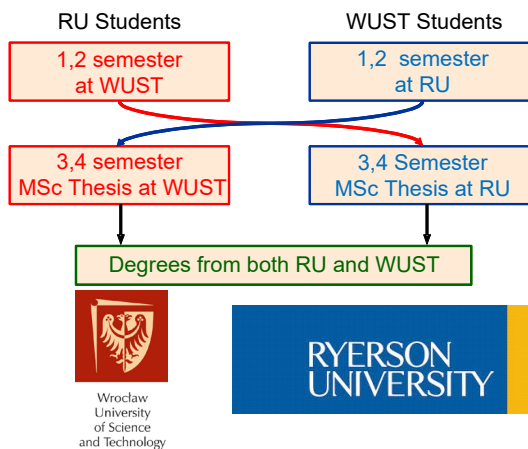 RU Students
WUST Students
1,2 semester
at WUST
1,2 semester
at RU
3,4 semester
MSc Thesis at WUST
3,4 Semester
MSc Thesis at RU
Degrees from both RU and WUST
Wrocław
University
of Science
and Technology
RYERSON
UNIVERSITY